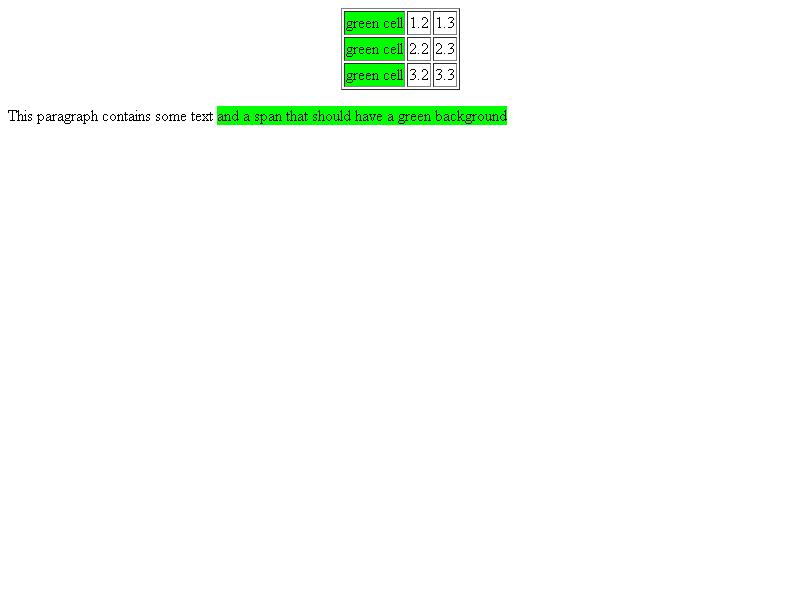 green cell 1.2 1.3
green cell 2.2 2.3
green cell 3.2 3.3
This paragraph contains some text and a span that should have a green background